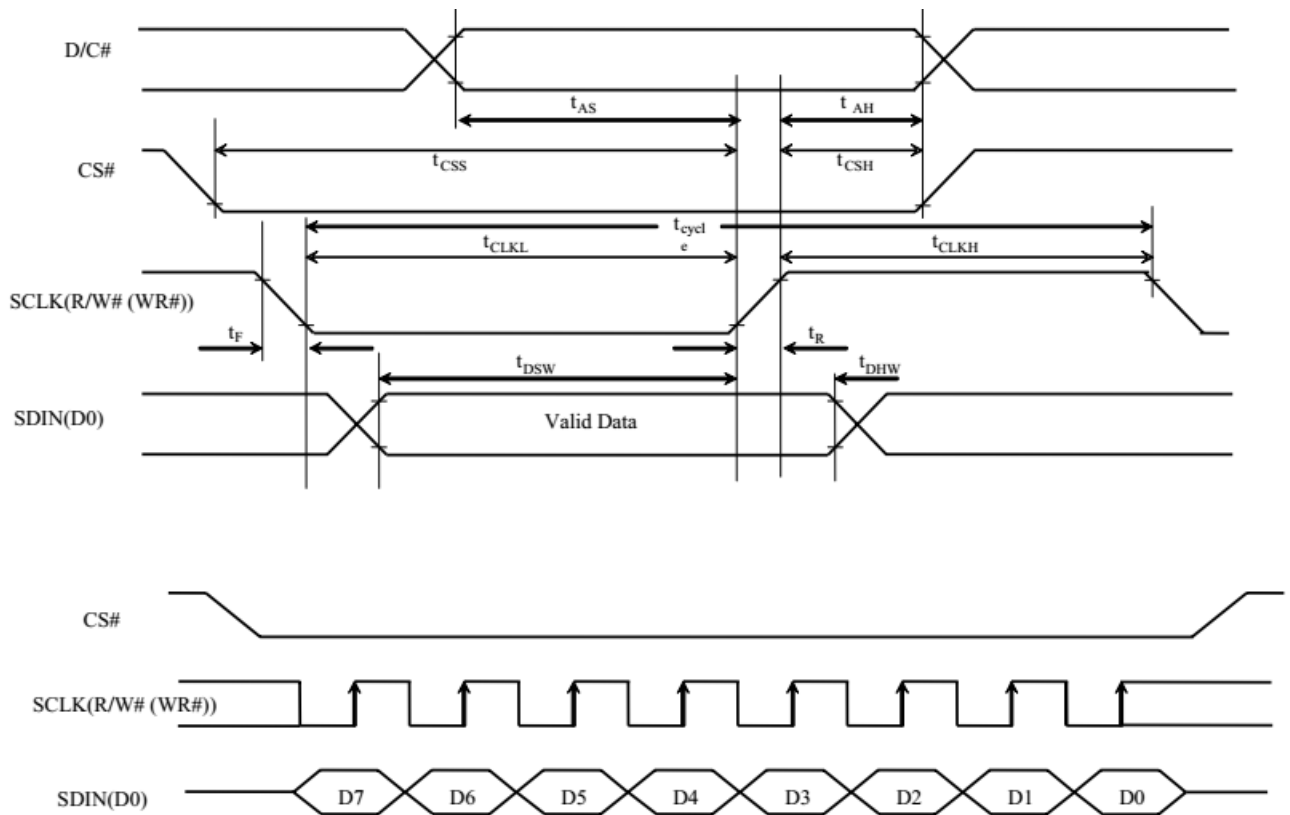 D/C#
tAS
tAH
CS#
tCSS
tCSH
tcycl
e
tCLKL
tCLKH
SCLK(R/W# (WR#))
tF
tR
tDSW
tDHW
SDIN(D0)
Valid Data
CS#
SCLK(R/W# (WR#))
SDIN(D0)
D7 D6 D5 D4 D3 D2 D1 D0